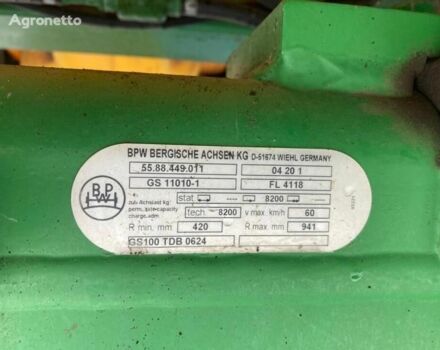 Agronetto
BPW BERGISCHE ACHSEN KG D-51674 WIEHL GERMANY
55.88.449.011 04 20 1
GS 11010-1 FL 4118
BPW
zul. Achslast kg stat ---- 8200 ----
perm. axle-capacity
charge adm. tech 8200 v max km/h 60
R min. mm 420 R max. mm 941
GS100 TDB 0624